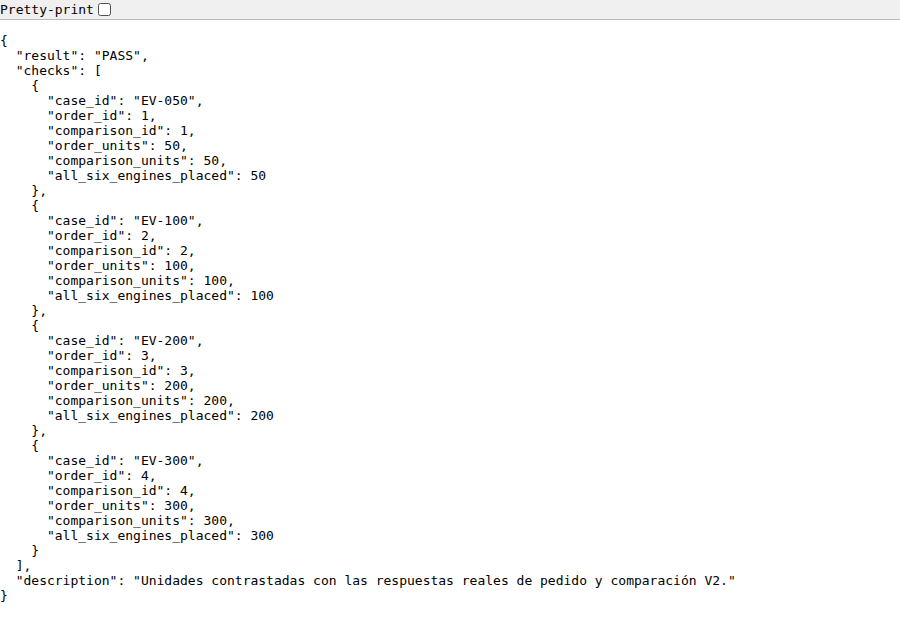 Pretty-print
{
  "result": "PASS",
  "checks": [
    {
      "case_id": "EV-050",
      "order_id": 1,
      "comparison_id": 1,
      "order_units": 50,
      "comparison_units": 50,
      "all_six_engines_placed": 50
    },
    {
      "case_id": "EV-100",
      "order_id": 2,
      "comparison_id": 2,
      "order_units": 100,
      "comparison_units": 100,
      "all_six_engines_placed": 100
    },
    {
      "case_id": "EV-200",
      "order_id": 3,
      "comparison_id": 3,
      "order_units": 200,
      "comparison_units": 200,
      "all_six_engines_placed": 200
    },
    {
      "case_id": "EV-300",
      "order_id": 4,
      "comparison_id": 4,
      "order_units": 300,
      "comparison_units": 300,
      "all_six_engines_placed": 300
    }
  ],
  "description": "Unidades contrastadas con las respuestas reales de pedido y comparación V2."
}